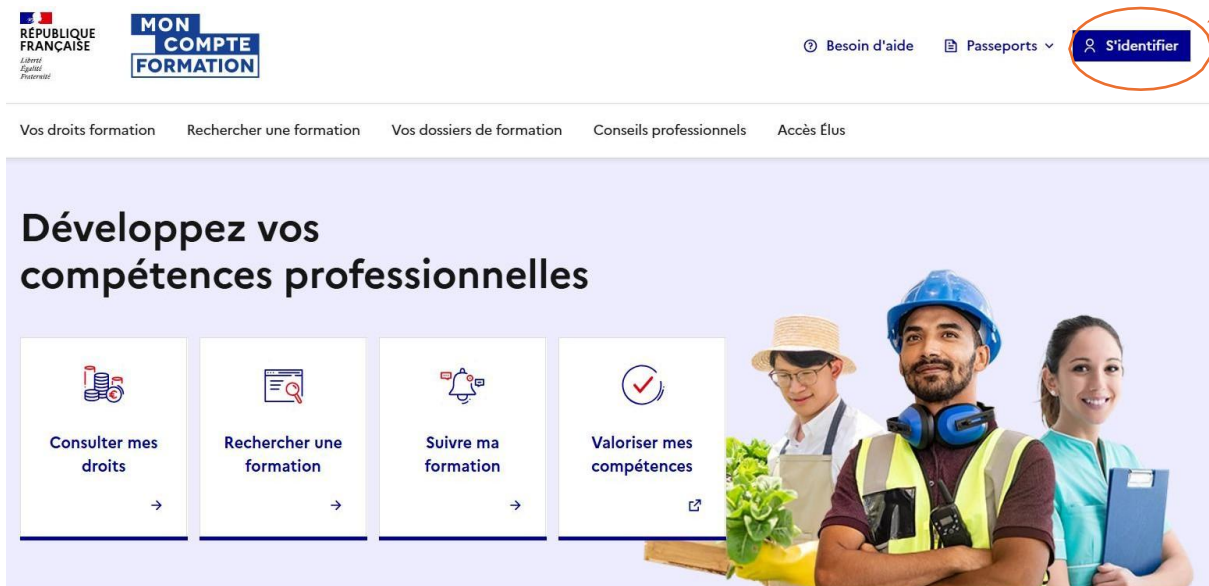 RÉPUBLIQUE
FRANÇAISE
Liberté
Égalité
Fraternité
MON
COMPTE
FORMATION
Besoin d'aide
Passeports
S'identifier
Vos droits formation
Rechercher une formation
Vos dossiers de formation
Conseils professionnels
Accès Élus
Développez vos
compétences professionnelles
Consulter mes
droits
Rechercher une
formation
Suivre ma
formation
Valoriser mes
compétences